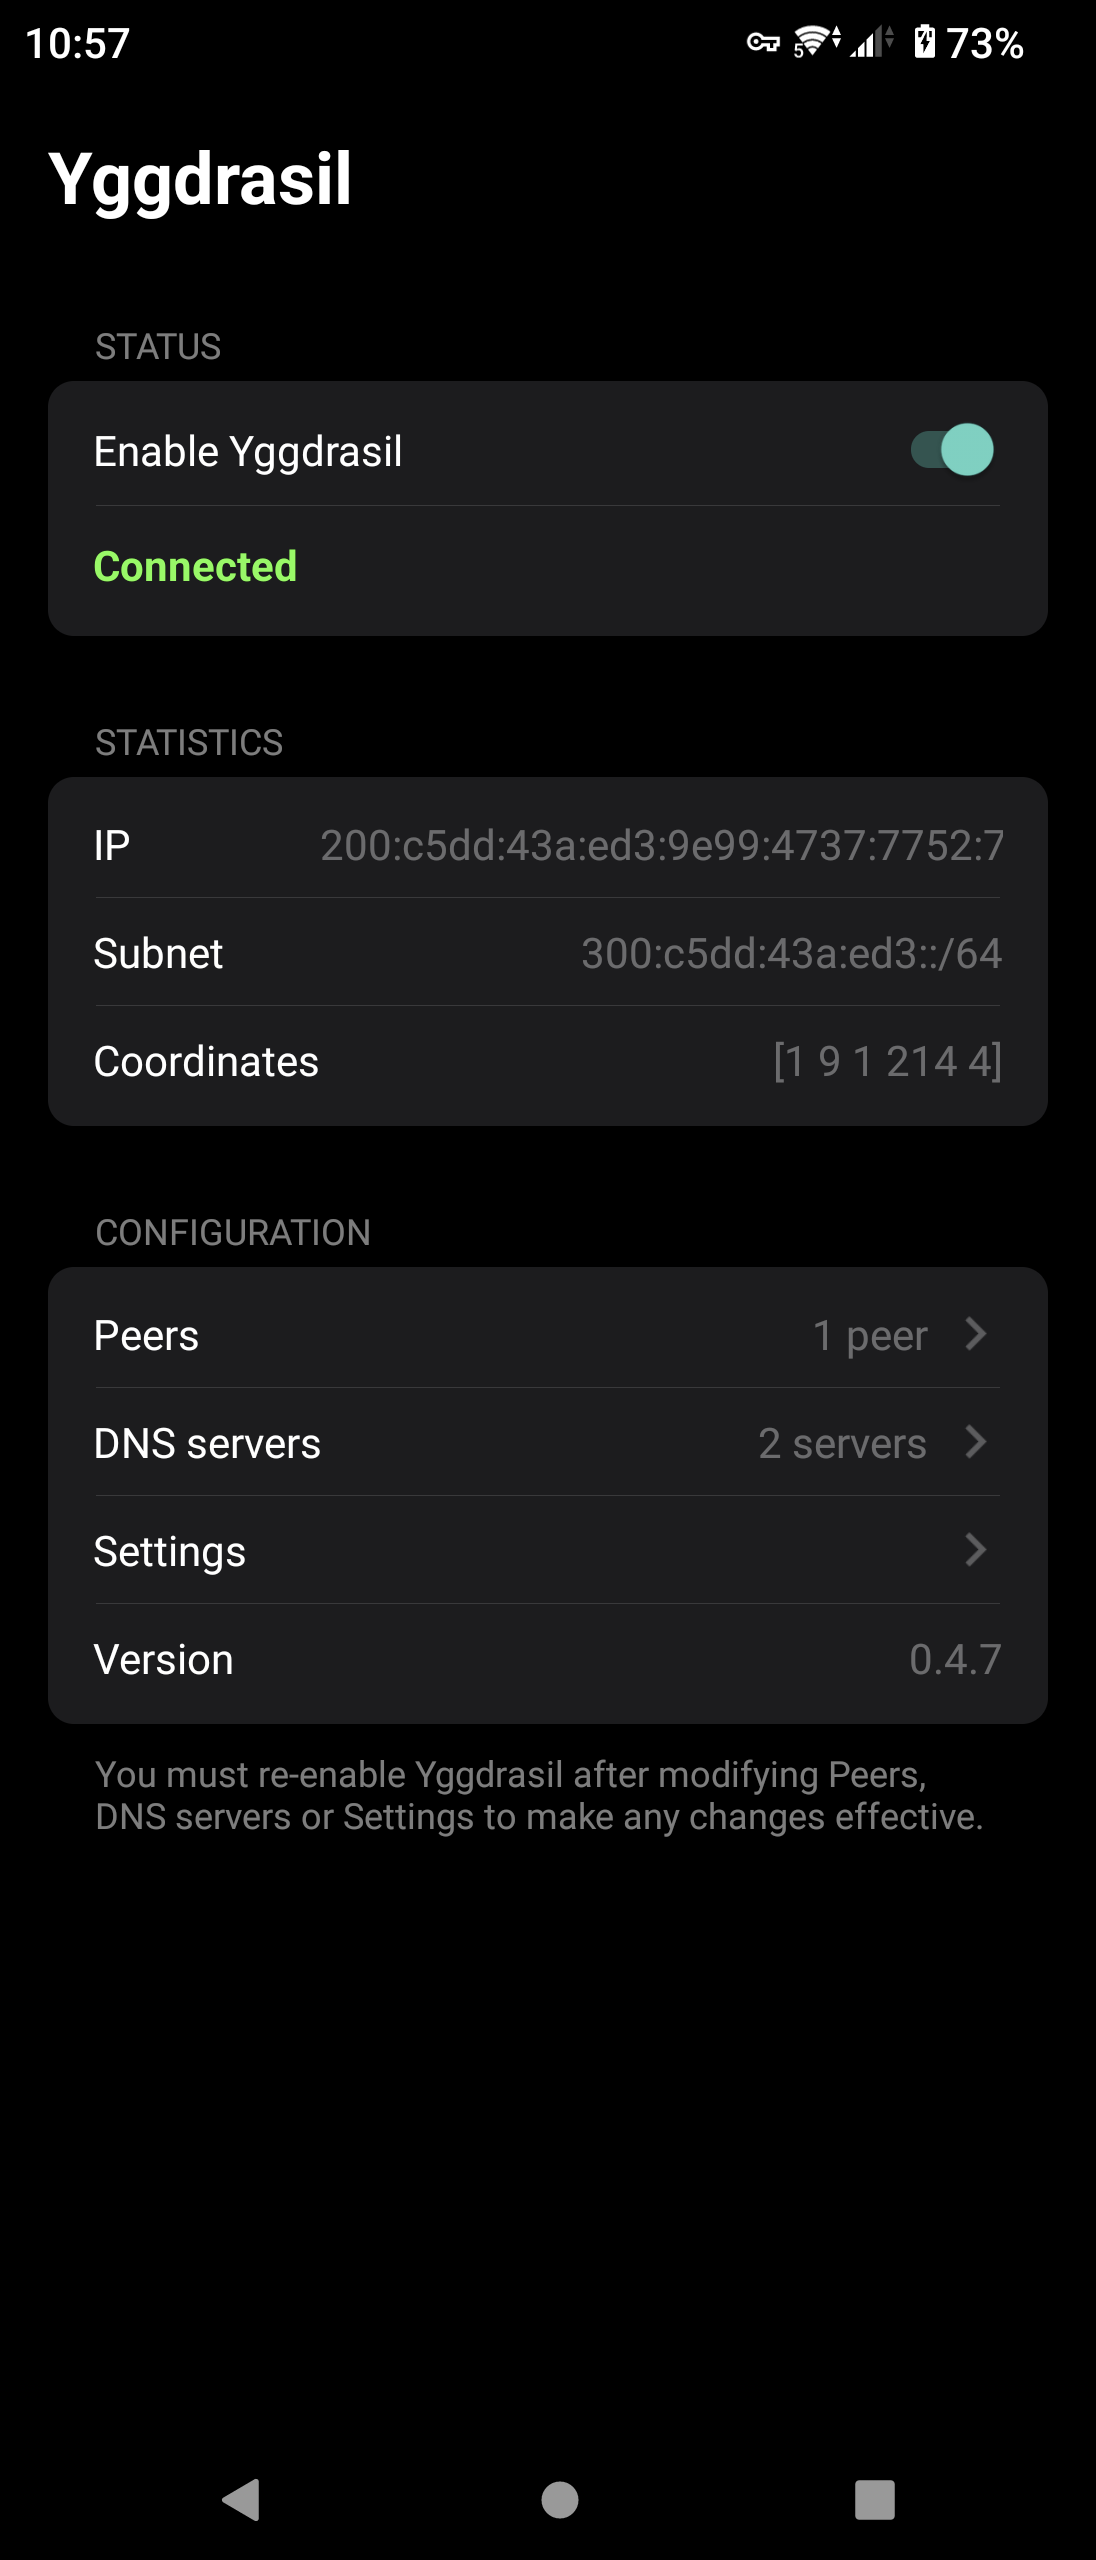 10:57
5
73%
Yggdrasil
STATUS
Enable Yggdrasil
Connected
STATISTICS
IP 200:c5dd:43a:ed3:9e99:4737:7752:7
Subnet 300:c5dd:43a:ed3::/64
Coordinates [1 9 1 214 4]
CONFIGURATION
Peers 1 peer
DNS servers 2 servers
Settings
Version 0.4.7
You must re-enable Yggdrasil after modifying Peers,
DNS servers or Settings to make any changes effective.